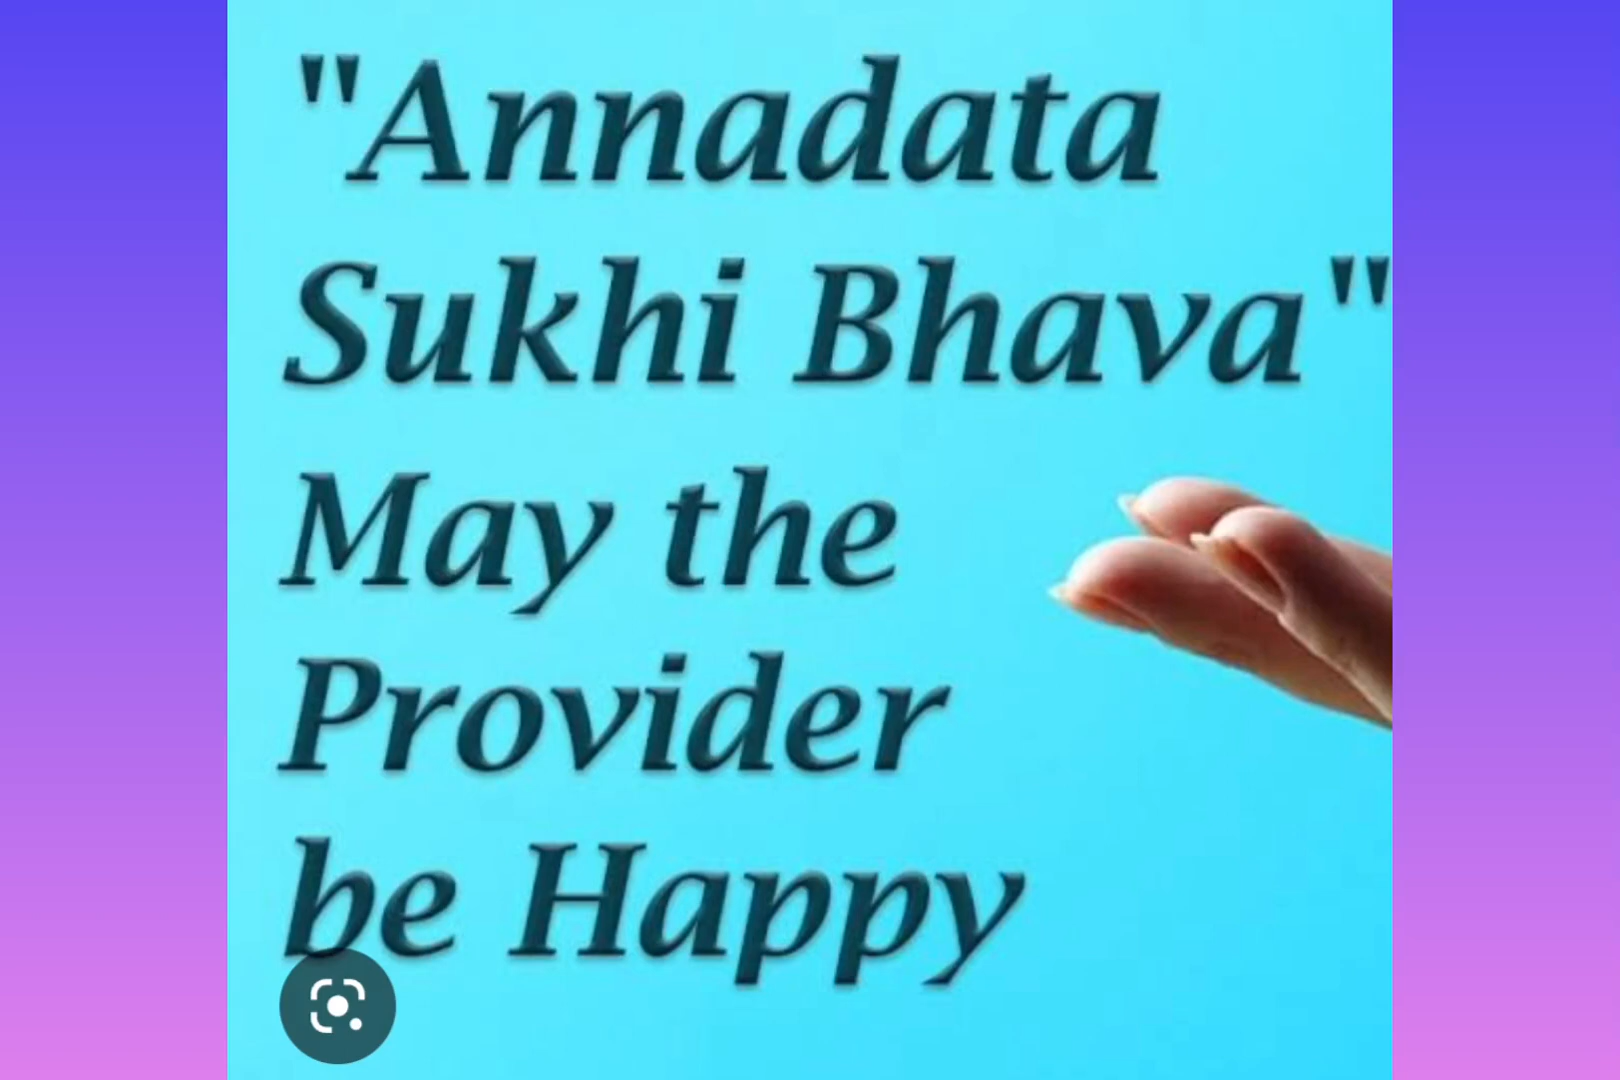 "Annadata
Sukhi Bhava"
May the
Provider
be Happy